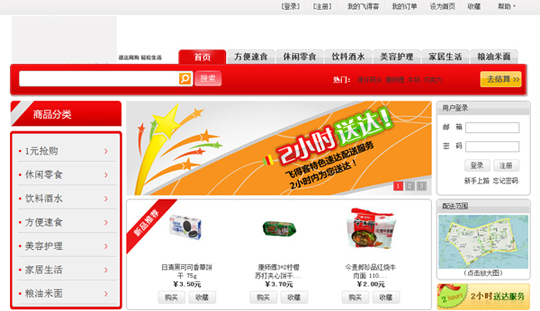 [登录] [注册] 我的飞得客 我的订单 设为首页 收藏 帮助
速达网购 轻松生活
首页 方便速食 休闲零食 饮料酒水 美容护理 家居生活 粮油米面
搜索 热门： 去结算 >>
商品分类
1元抢购
休闲零食
饮料酒水
方便速食
美容护理
家居生活
粮油米面
2小时送达！
飞得客特色速达配送服务
2小时内为您送达！
1 2 3
用户登录
邮 箱
密 码
登录 注册
新手上路 忘记密码
新品推荐
日清黑可可香草饼
干 75g
￥3.50元
购买 收藏
康师傅3+2柠檬
苏打夹心饼干...
￥3.70元
购买 收藏
今麦郎珍品红烧牛
肉面 110...
￥2.00元
购买 收藏
配送范围
(点击放大图)
2 hours 2小时送达服务